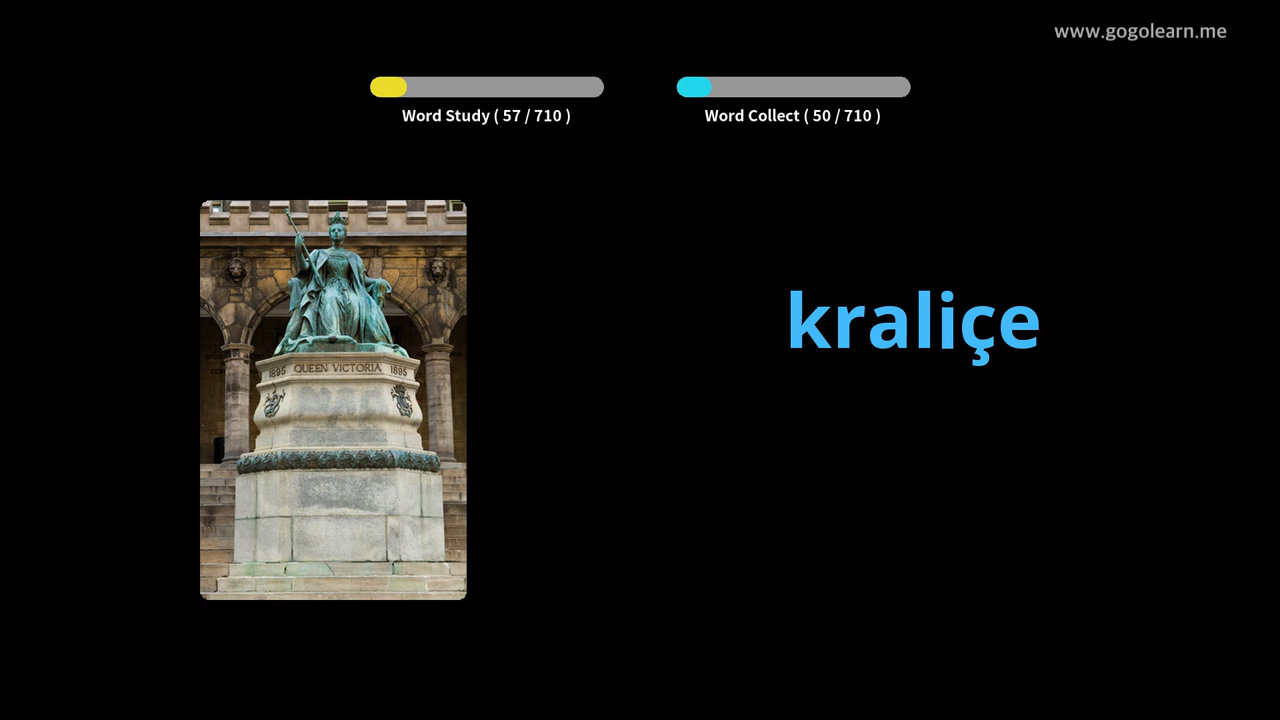 www.gogolearn.me
Word Study ( 57 / 710 )
Word Collect ( 50 / 710 )
1895 QUEEN VICTORIA 1895
kraliçe